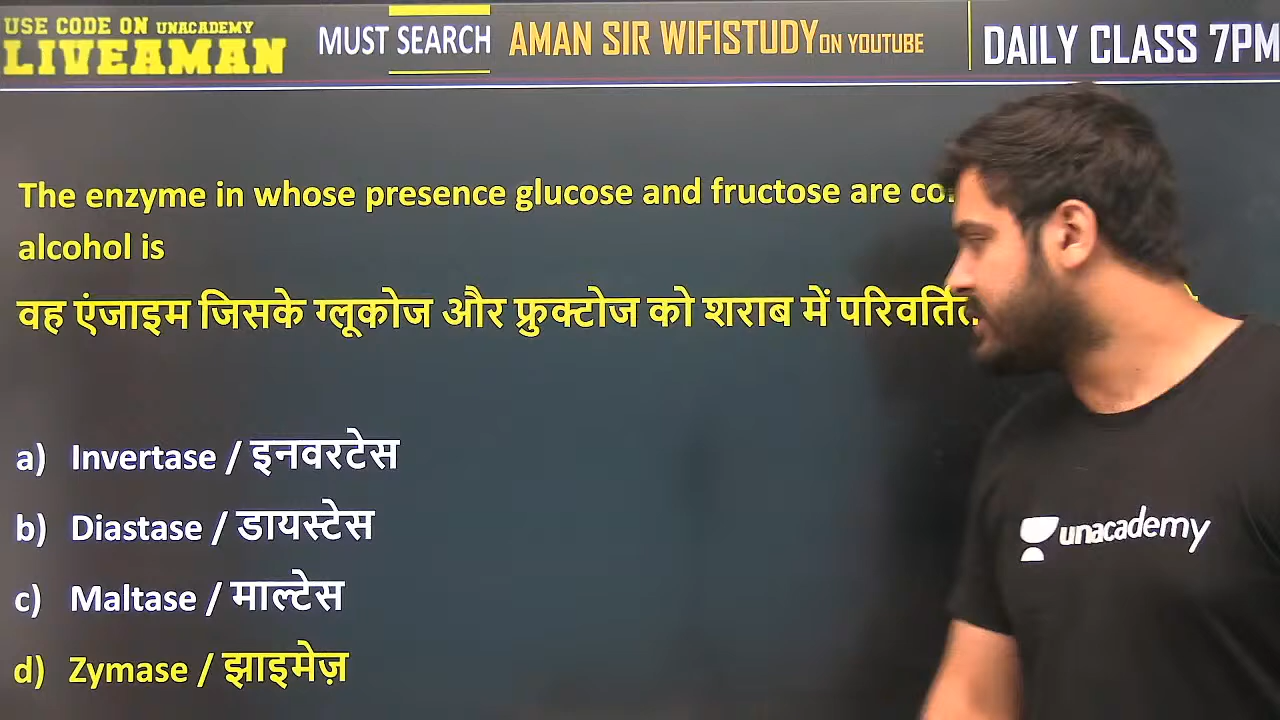 USE CODE ON UNACADEMY
LIVEAMAN
MUST SEARCH AMAN SIR WIFISTUDY ON YOUTUBE
DAILY CLASS 7PM
The enzyme in whose presence glucose and fructose are
alcohol is
वह एंजाइम जिसके ग्लूकोज और फ्रुक्टोज को शराब में परिवर्तित
a) Invertase / इनवरटेस
b) Diastase / डायस्टेस
c) Maltase / माल्टेस
d) Zymase / झाइमेज़
unacademy